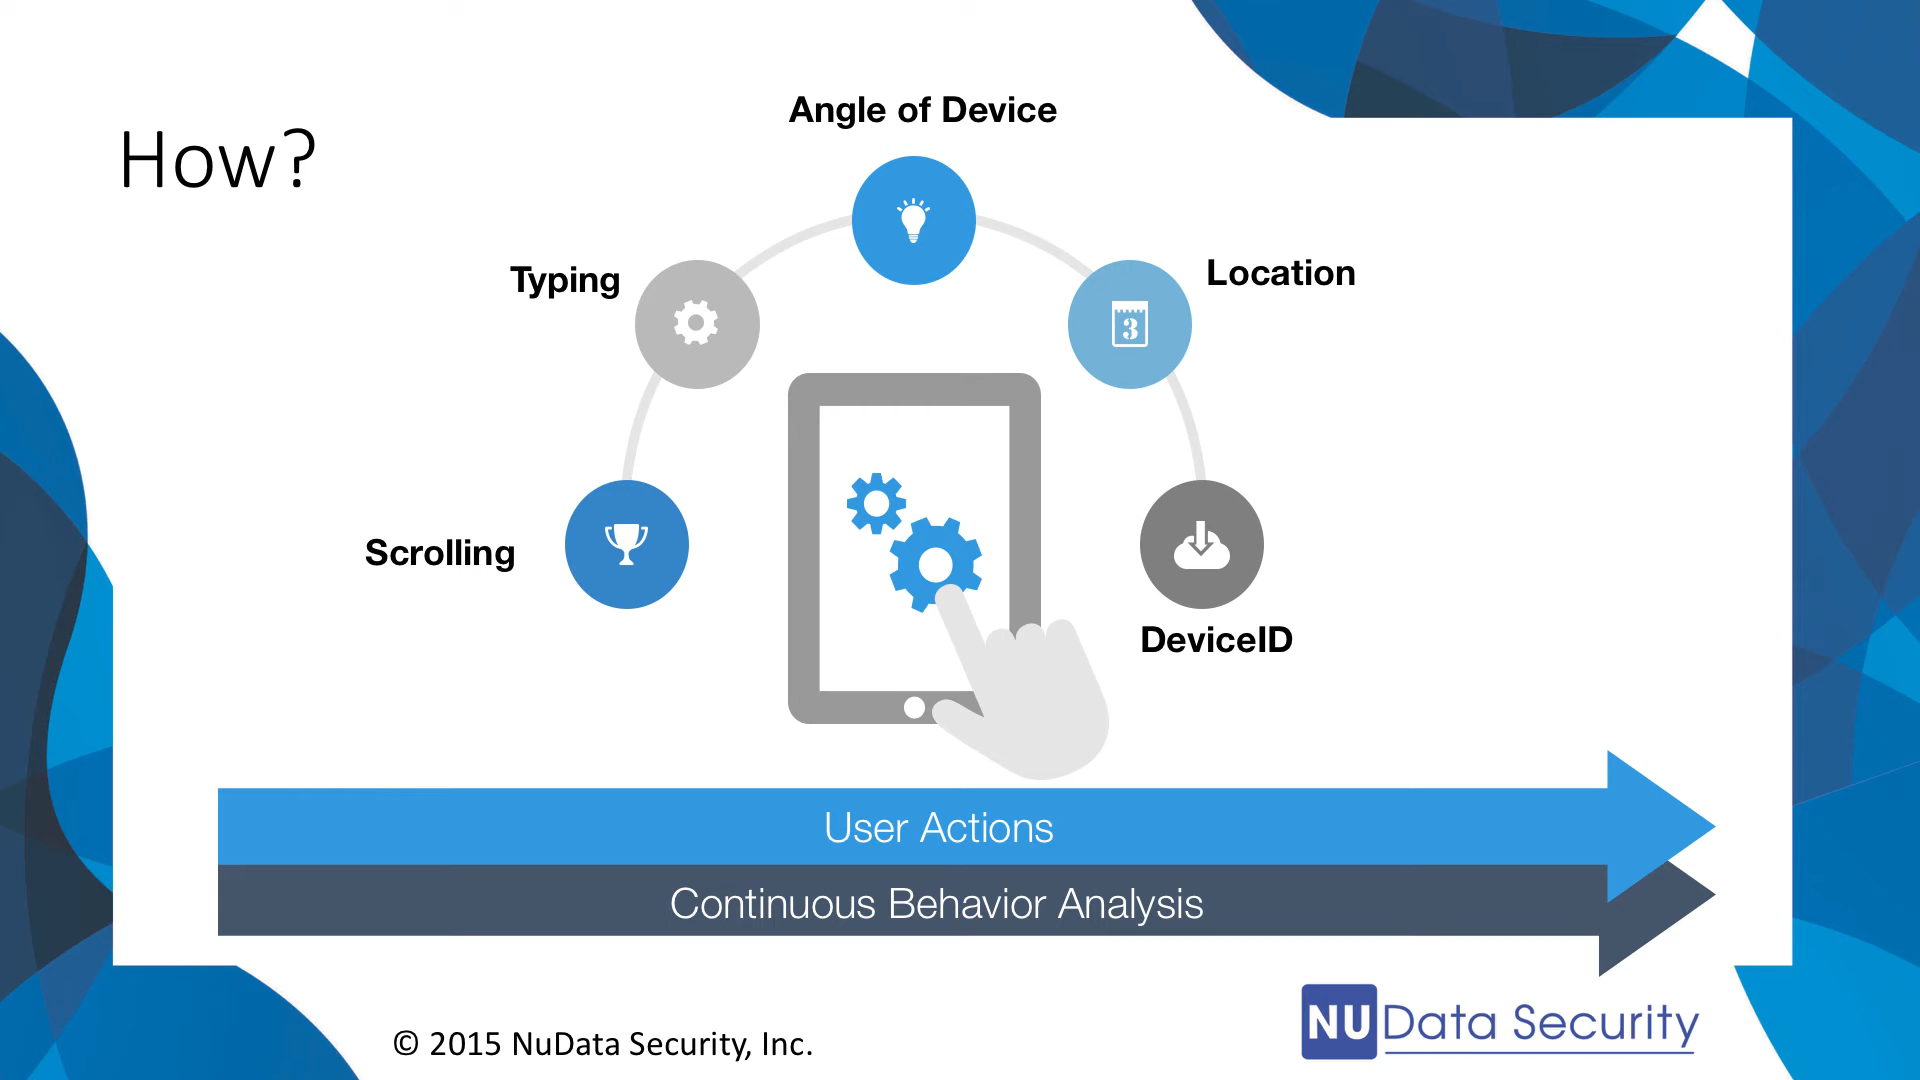 How?
Angle of Device
Typing
Location
3
Scrolling
DeviceID
User Actions
Continuous Behavior Analysis
© 2015 NuData Security, Inc.
NU Data Security